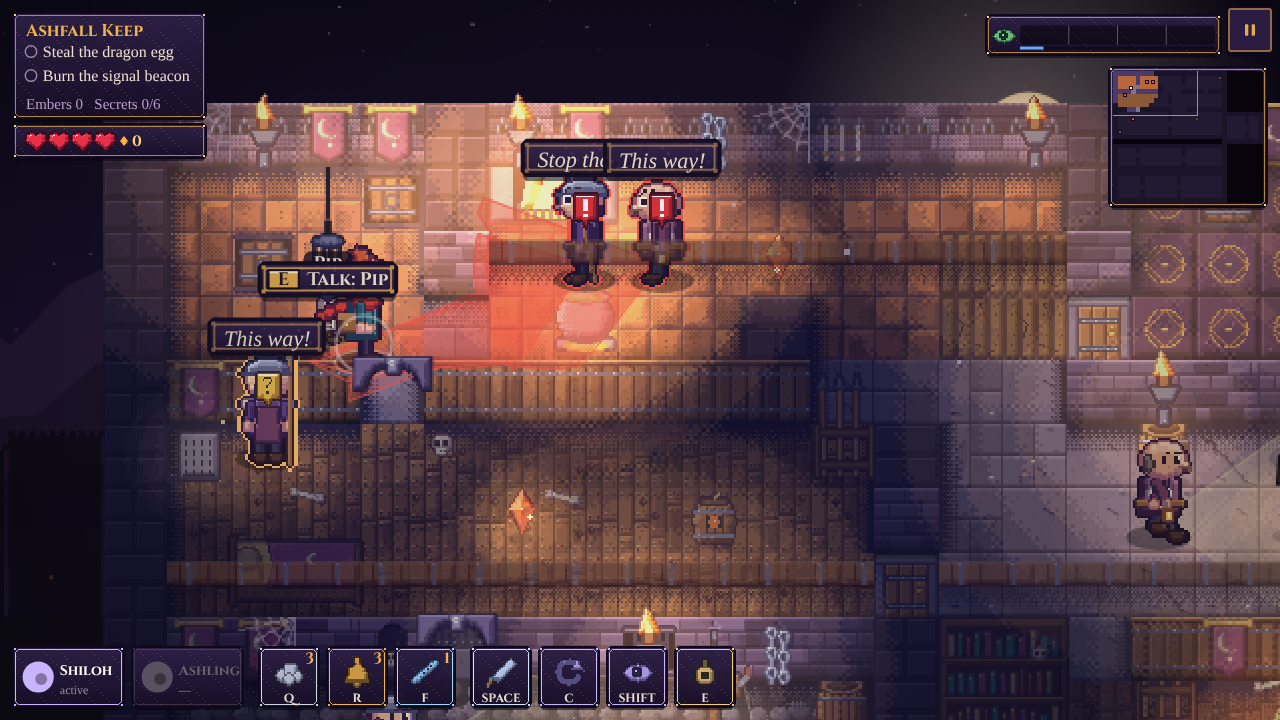 ASHFALL KEEP
Steal the dragon egg
Burn the signal beacon
Embers 0 Secrets 0/6
0
Stop the
This way!
E TALK: PIP
This way!
SHILOH
active
ASHLING
—
3
Q
3
R
1
F
SPACE
C
SHIFT
E